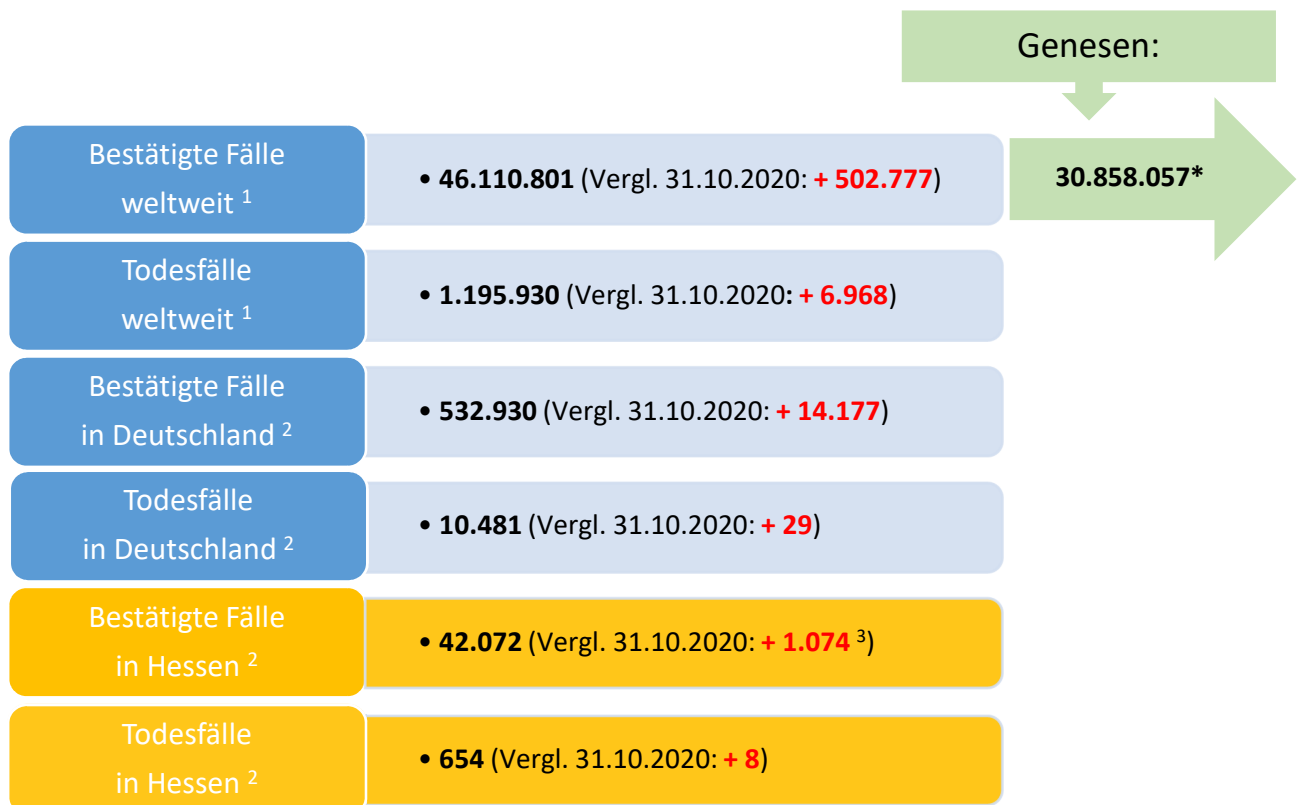 Genesen:
Bestätigte Fälle
weltweit ¹
• 46.110.801 (Vergl. 31.10.2020: + 502.777)
30.858.057*
Todesfälle
weltweit ¹
• 1.195.930 (Vergl. 31.10.2020: + 6.968)
Bestätigte Fälle
in Deutschland ²
• 532.930 (Vergl. 31.10.2020: + 14.177)
Todesfälle
in Deutschland ²
• 10.481 (Vergl. 31.10.2020: + 29)
Bestätigte Fälle
in Hessen ²
• 42.072 (Vergl. 31.10.2020: + 1.074 ³)
Todesfälle
in Hessen ²
• 654 (Vergl. 31.10.2020: + 8)